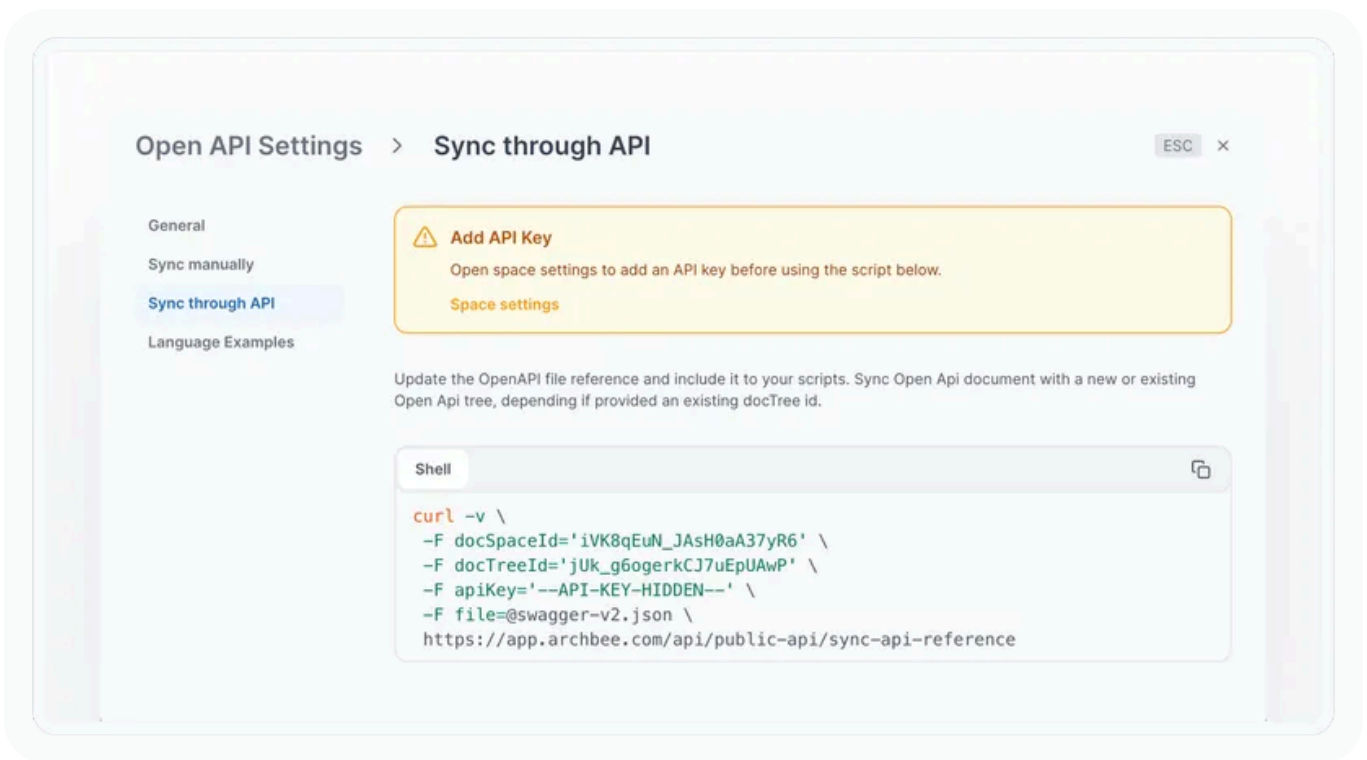 Open API Settings > Sync through API ESC ×
General
Sync manually
Sync through API
Language Examples
Add API Key
Open space settings to add an API key before using the script below.
Space settings
Update the OpenAPI file reference and include it to your scripts. Sync Open Api document with a new or existing
Open Api tree, depending if provided an existing docTree id.
Shell
curl -v \
-F docSpaceId='iVK8qEuN_JAsH0aA37yR6' \
-F docTreeId='jUk_g6ogerkCJ7uEpUAwP' \
-F apiKey='--API-KEY-HIDDEN--' \
-F file=@swagger-v2.json \
https://app.archbee.com/api/public-api/sync-api-reference